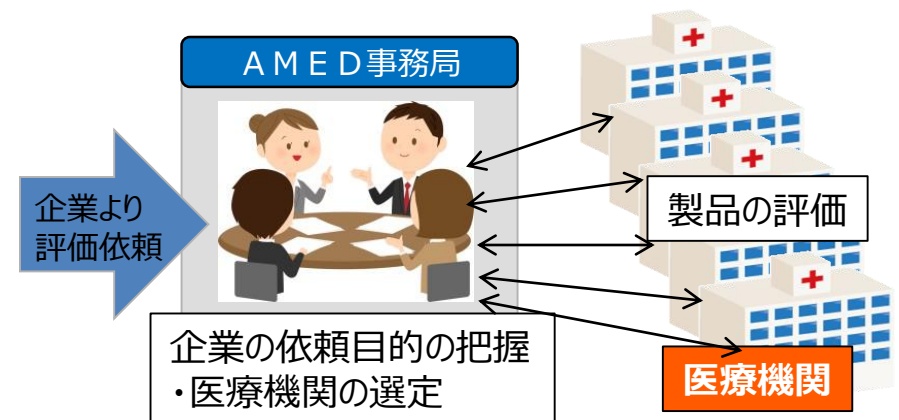 ＡＭＥＤ事務局
企業より
評価依頼
製品の評価
企業の依頼目的の把握
・医療機関の選定
医療機関